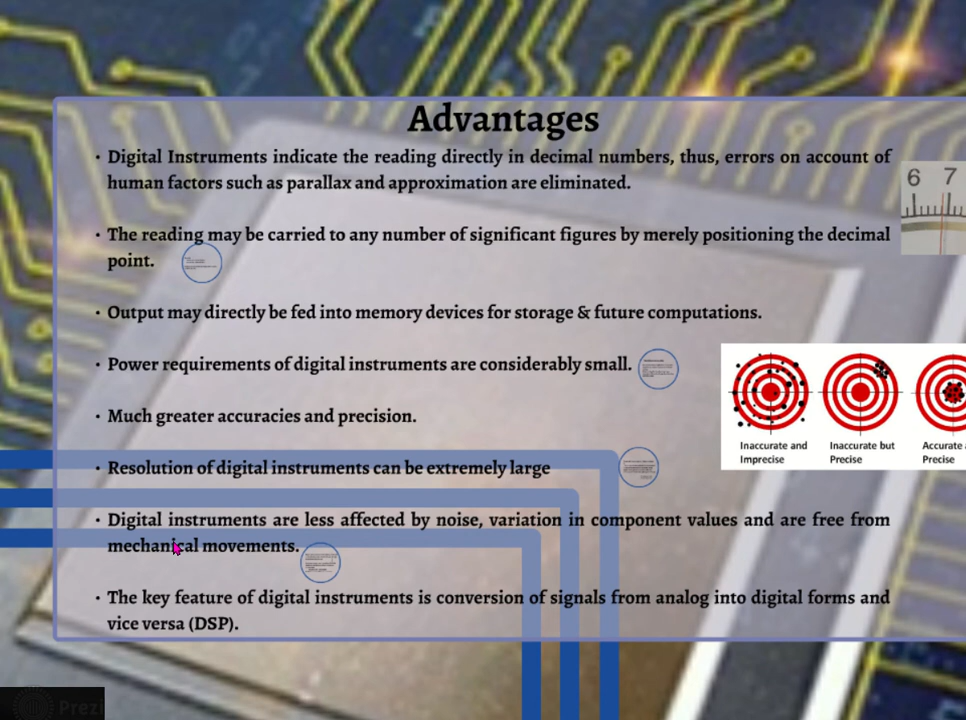 Advantages
· Digital Instruments indicate the reading directly in decimal numbers, thus, errors on account of
human factors such as parallax and approximation are eliminated.
6 7
· The reading may be carried to any number of significant figures by merely positioning the decimal
point.
· Output may directly be fed into memory devices for storage & future computations.
· Power requirements of digital instruments are considerably small.
· Much greater accuracies and precision.
Inaccurate and
Imprecise
Inaccurate but
Precise
Accurate
Precise
· Resolution of digital instruments can be extremely large
· Digital instruments are less affected by noise, variation in component values and are free from
mechanical movements.
· The key feature of digital instruments is conversion of signals from analog into digital forms and
vice versa (DSP).
Prezi